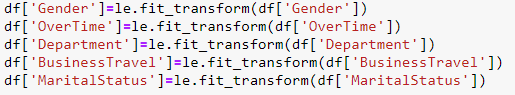 df['Gender']=le.fit_transform(df['Gender'])
df['OverTime']=le.fit_transform(df['OverTime'])
df['Department']=le.fit_transform(df['Department'])
df['BusinessTravel']=le.fit_transform(df['BusinessTravel'])
df['MaritalStatus']=le.fit_transform(df['MaritalStatus'])